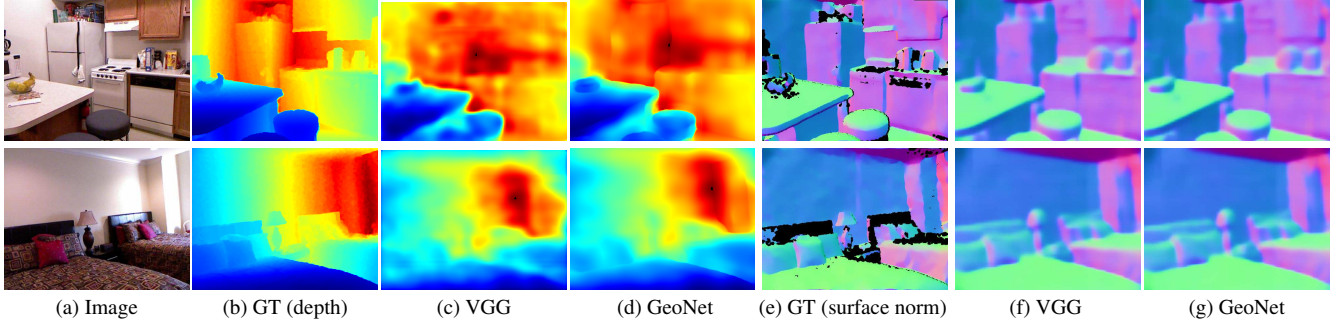 (a) Image (b) GT (depth) (c) VGG (d) GeoNet (e) GT (surface norm) (f) VGG (g) GeoNet